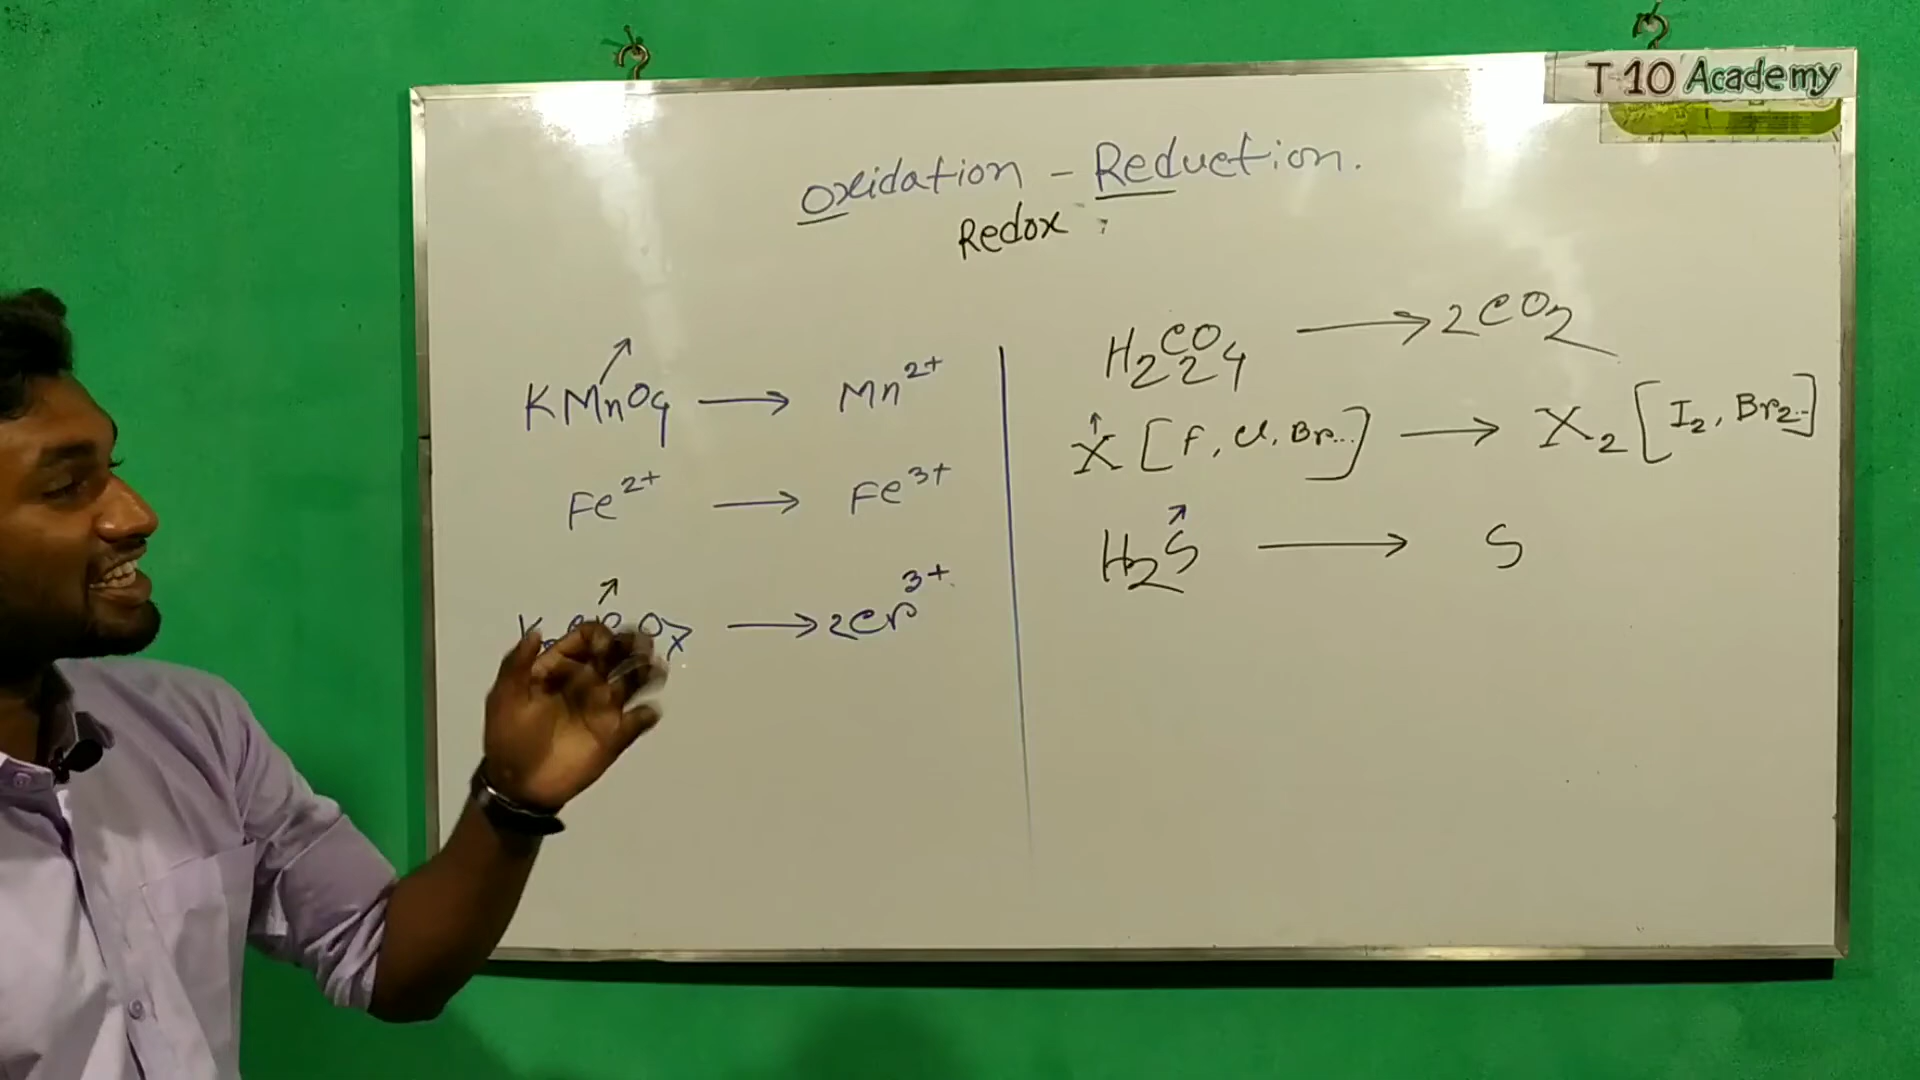 T 10 Academy
Oxidation - Reduction.
Redox :
KMnO4 → Mn2+
Fe2+ → Fe3+
→ 2Cr3+
H2C2O4 → 2CO2
X [F, Cl, Br...] → X2 [I2, Br2..]
H2S → S